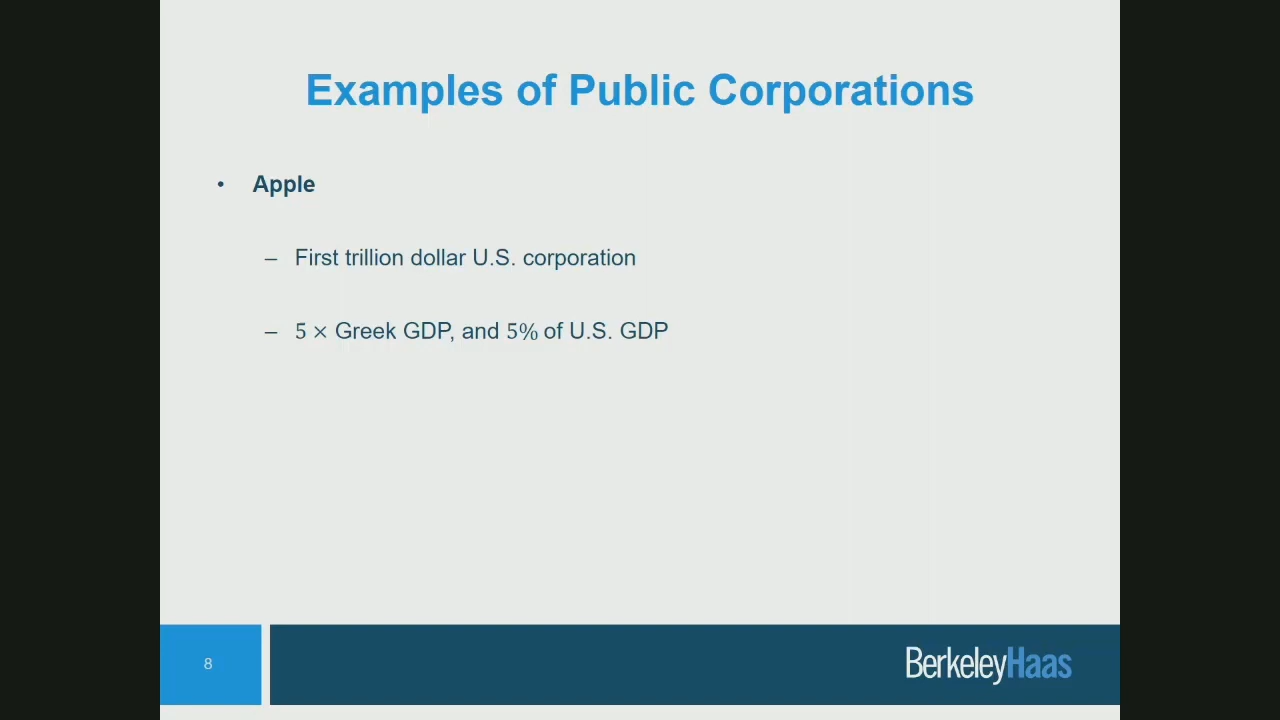 Examples of Public Corporations
• Apple
– First trillion dollar U.S. corporation
– 5 × Greek GDP, and 5% of U.S. GDP
8
BerkeleyHaas